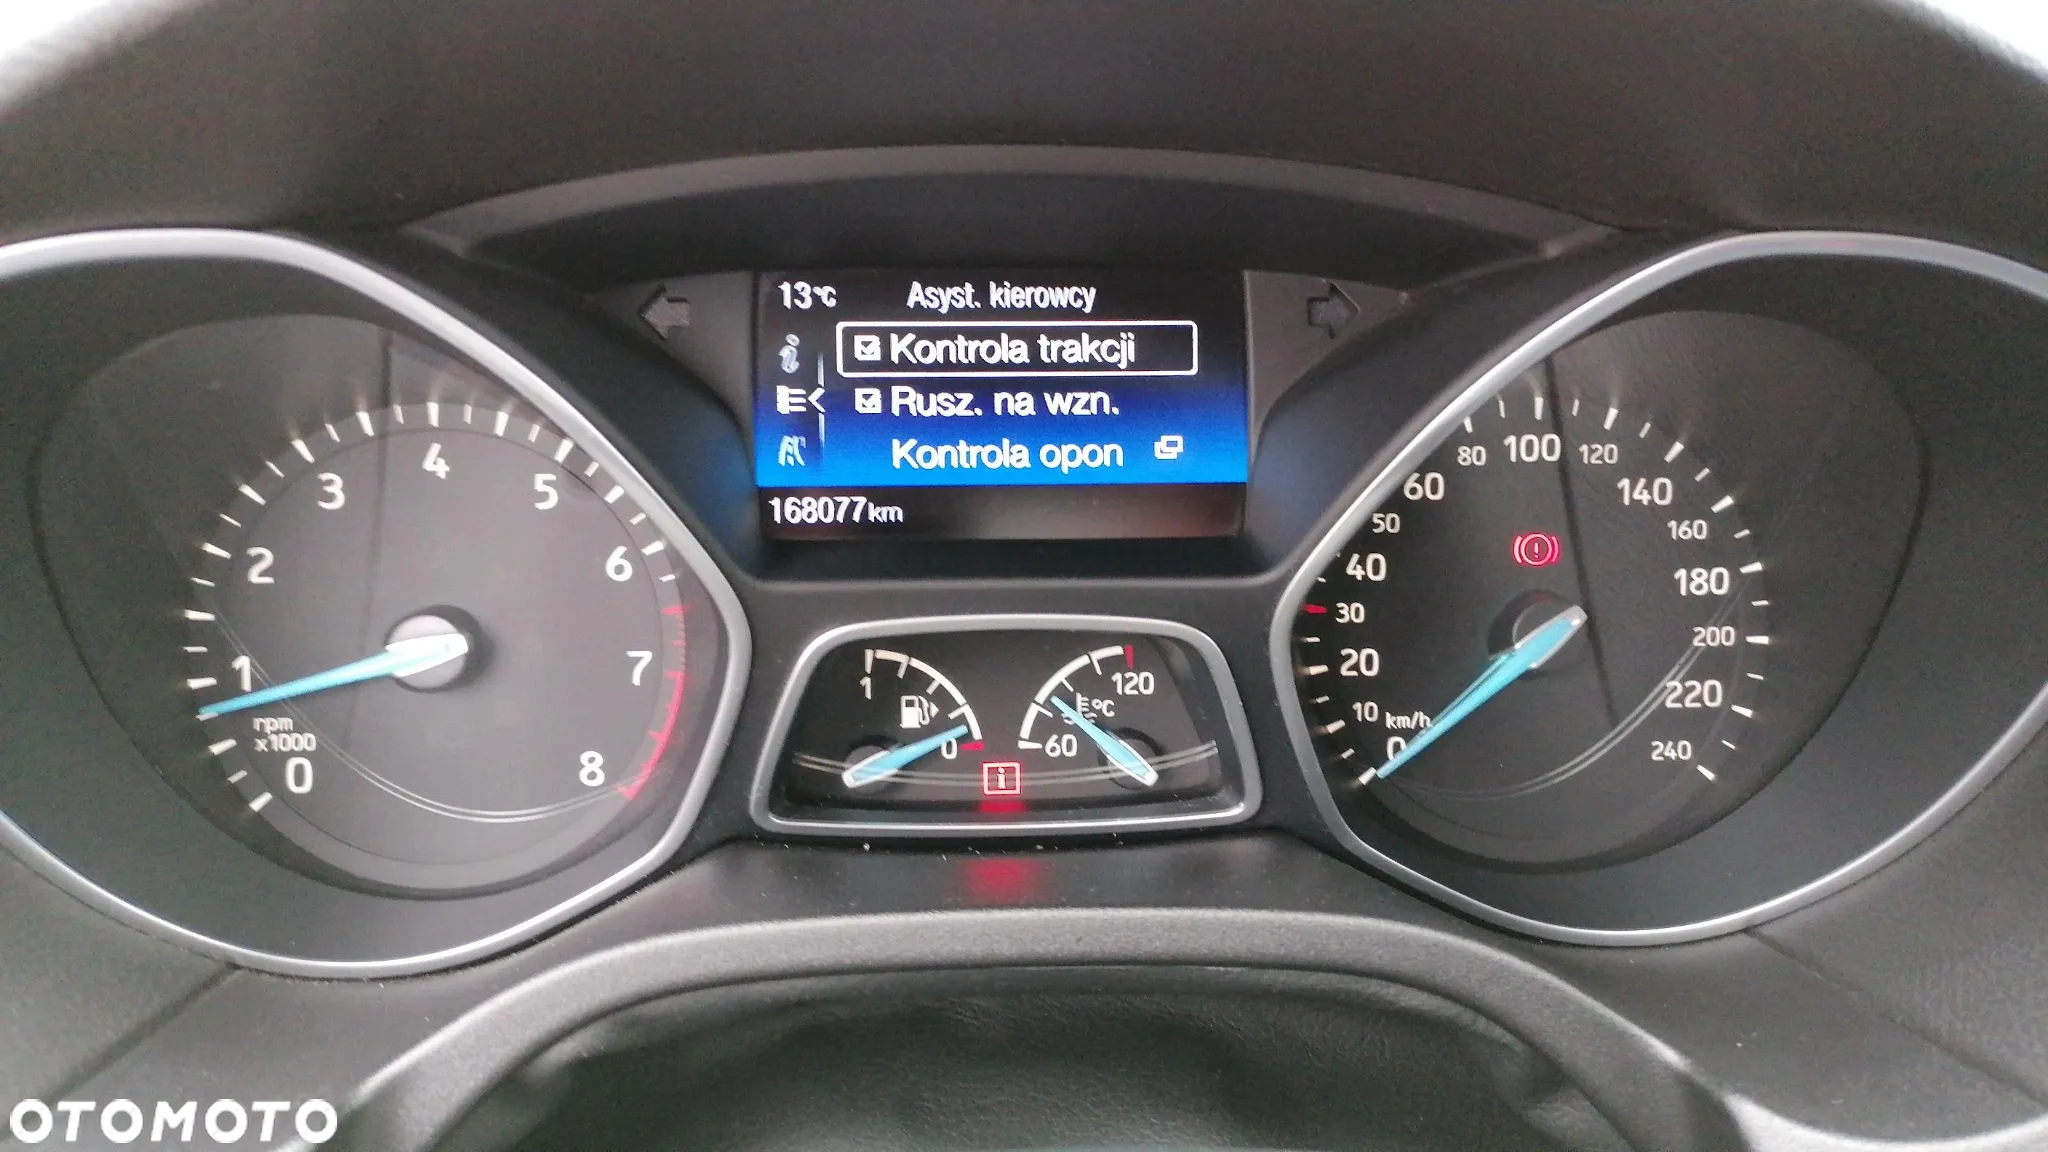 13°C Asyst. kierowcy
Kontrola trakcji
Rusz. na wzn.
Kontrola opon
168077 km
0 1 2 3 4 5 6 7 8
rpm
x1000
1 0
60 120
°C
0 10 20 30 40 50 60 80 100 120 140 160 180 200 220 240
km/h
OTOMOTO